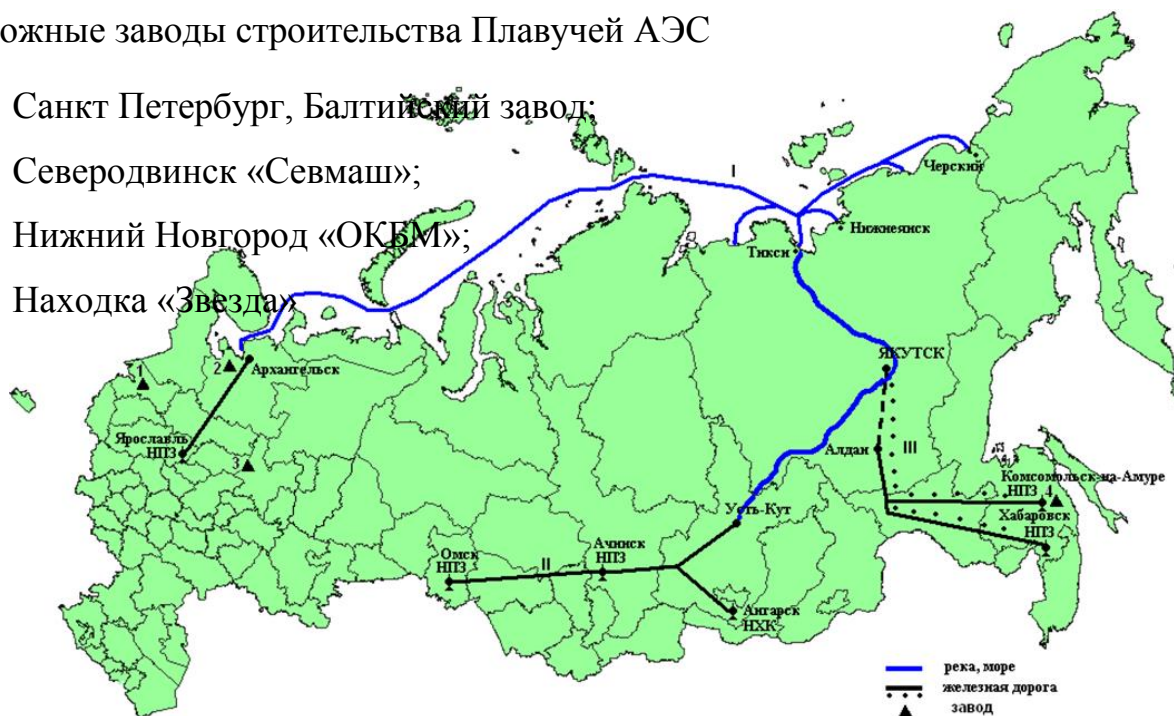 ожные заводы строительства Плавучей АЭС
Санкт Петербург, Балтийский завод;
Северодвинск «Севмаш»;
Нижний Новгород «ОКБМ»;
Находка «Звезда»
I
Черский
Нижнеянск
Тикси
ЯКУТСК
1
2
Архангельск
Ярославль
НПЗ
3
Алдан
III
Комсомольск-на-Амуре
НПЗ 4
Хабаровск
НПЗ
Усть-Кут
Омск
НПЗ
II
Ачинск
НПЗ
Ангарск
НХК
река, море
железная дорога
завод